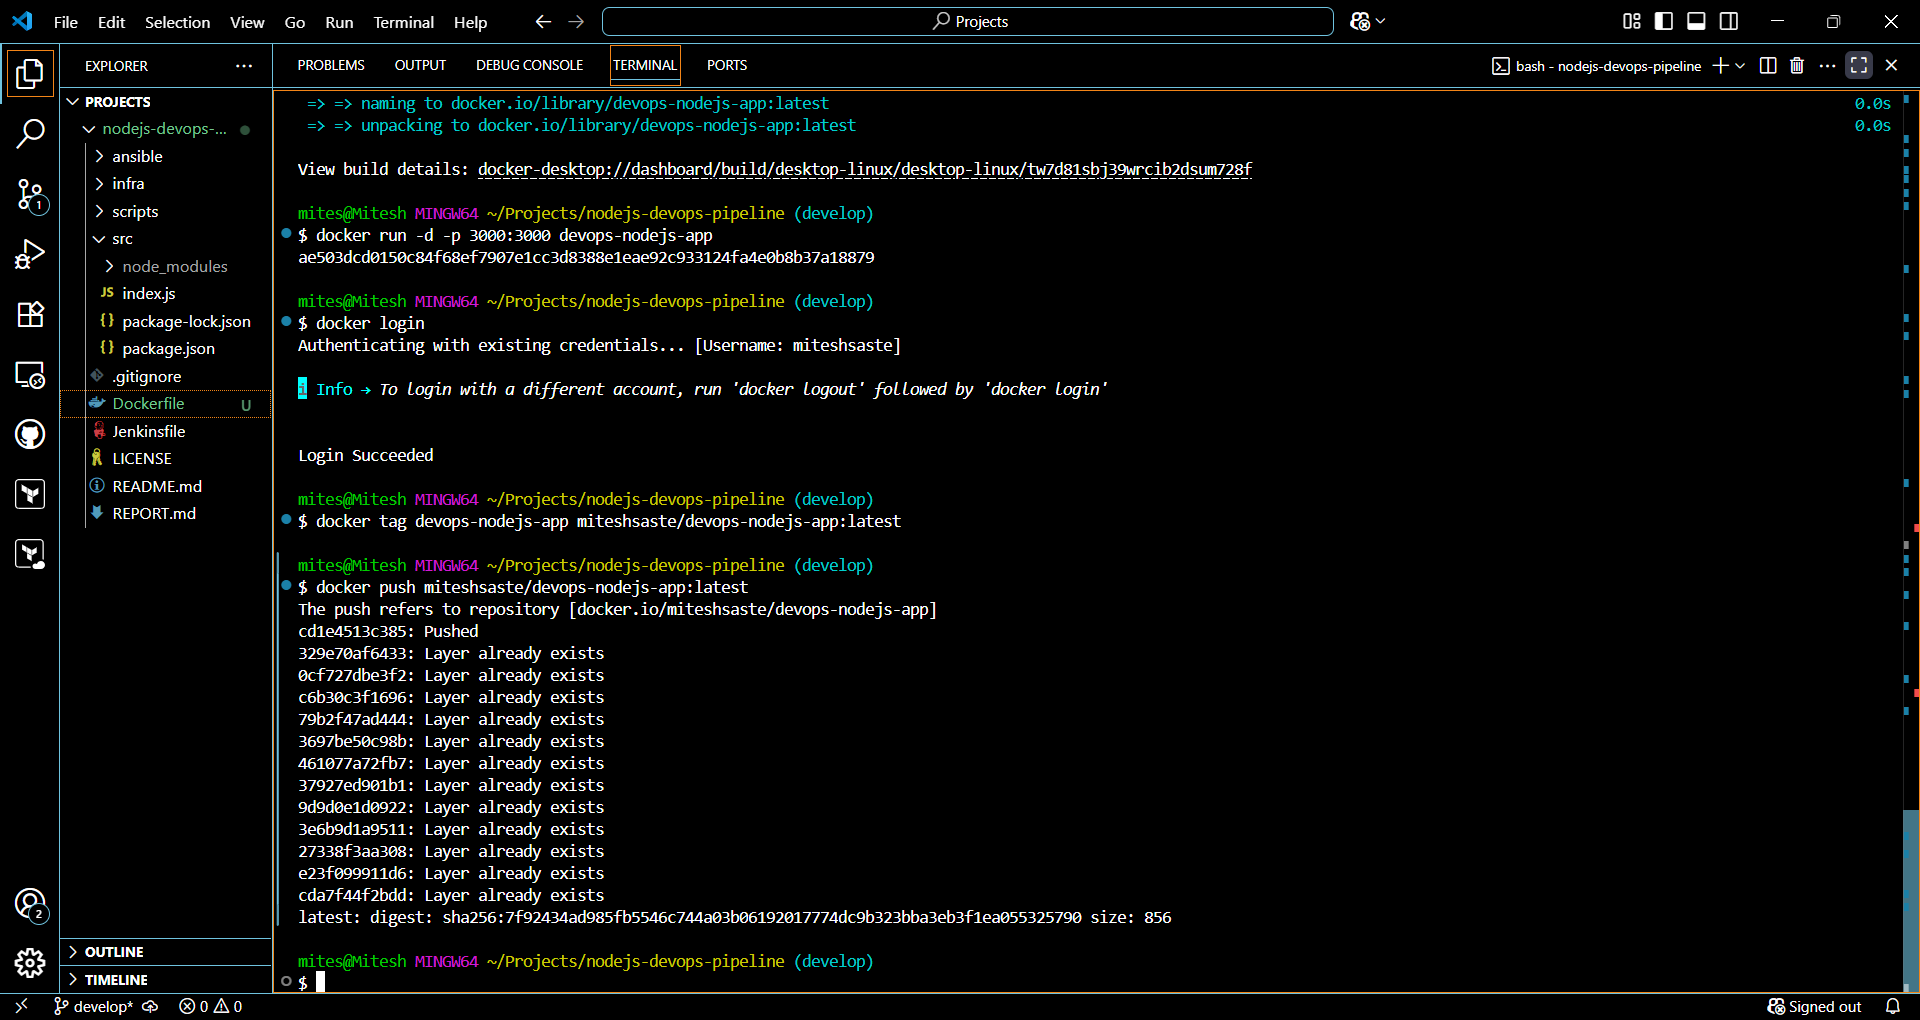 File Edit Selection View Go Run Terminal Help
Projects
EXPLORER
PROJECTS
nodejs-devops-...
ansible
infra
scripts
src
node_modules
JS index.js
{} package-lock.json
{} package.json
.gitignore
Dockerfile U
Jenkinsfile
LICENSE
README.md
REPORT.md
OUTLINE
TIMELINE
1
2
PROBLEMS OUTPUT DEBUG CONSOLE TERMINAL PORTS
bash - nodejs-devops-pipeline
=> => naming to docker.io/library/devops-nodejs-app:latest 0.0s
=> => unpacking to docker.io/library/devops-nodejs-app:latest 0.0s
View build details: docker-desktop://dashboard/build/desktop-linux/desktop-linux/tw7d81sbj39wrcib2dsum728f
mites@Mitesh MINGW64 ~/Projects/nodejs-devops-pipeline (develop)
$ docker run -d -p 3000:3000 devops-nodejs-app
ae503dcd0150c84f68ef7907e1cc3d8388e1eae92c933124fa4e0b8b37a18879
mites@Mitesh MINGW64 ~/Projects/nodejs-devops-pipeline (develop)
$ docker login
Authenticating with existing credentials... [Username: miteshsaste]
i Info → To login with a different account, run 'docker logout' followed by 'docker login'
Login Succeeded
mites@Mitesh MINGW64 ~/Projects/nodejs-devops-pipeline (develop)
$ docker tag devops-nodejs-app miteshsaste/devops-nodejs-app:latest
mites@Mitesh MINGW64 ~/Projects/nodejs-devops-pipeline (develop)
$ docker push miteshsaste/devops-nodejs-app:latest
The push refers to repository [docker.io/miteshsaste/devops-nodejs-app]
cd1e4513c385: Pushed
329e70af6433: Layer already exists
0cf727dbe3f2: Layer already exists
c6b30c3f1696: Layer already exists
79b2f47ad444: Layer already exists
3697be50c98b: Layer already exists
461077a72fb7: Layer already exists
37927ed901b1: Layer already exists
9d9d0e1d0922: Layer already exists
3e6b9d1a9511: Layer already exists
27338f3aa308: Layer already exists
e23f099911d6: Layer already exists
cda7f44f2bdd: Layer already exists
latest: digest: sha256:7f92434ad985fb5546c744a03b06192017774dc9b323bba3eb3f1ea055325790 size: 856
mites@Mitesh MINGW64 ~/Projects/nodejs-devops-pipeline (develop)
$
develop* 0 0 Signed out